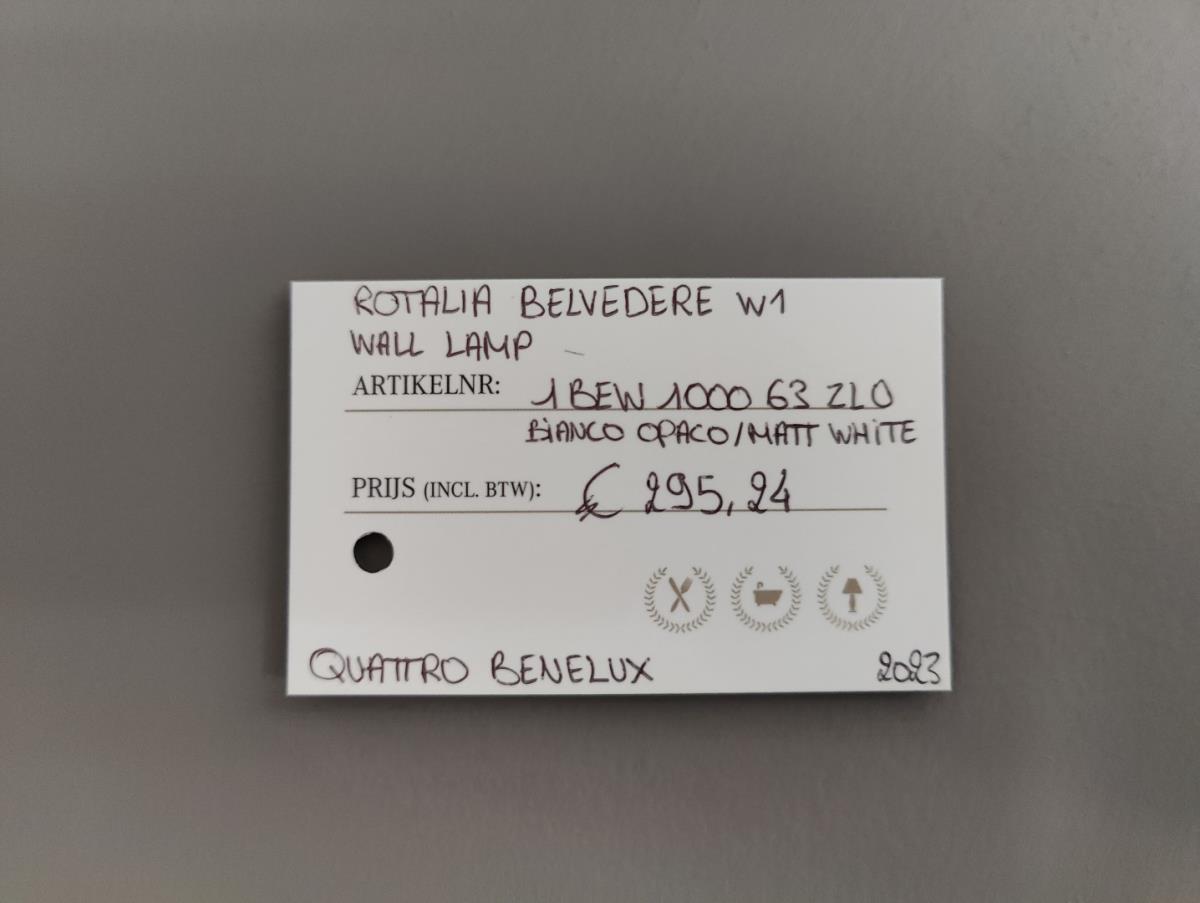 ROTALIA BELVEDERE W1
WALL LAMP
ARTIKELNR: 1 BEW 1000 63 ZLO
BIANCO OPACO/MATT WHITE
PRIJS (INCL. BTW): € 295,24
QUATTRO BENELUX 2023